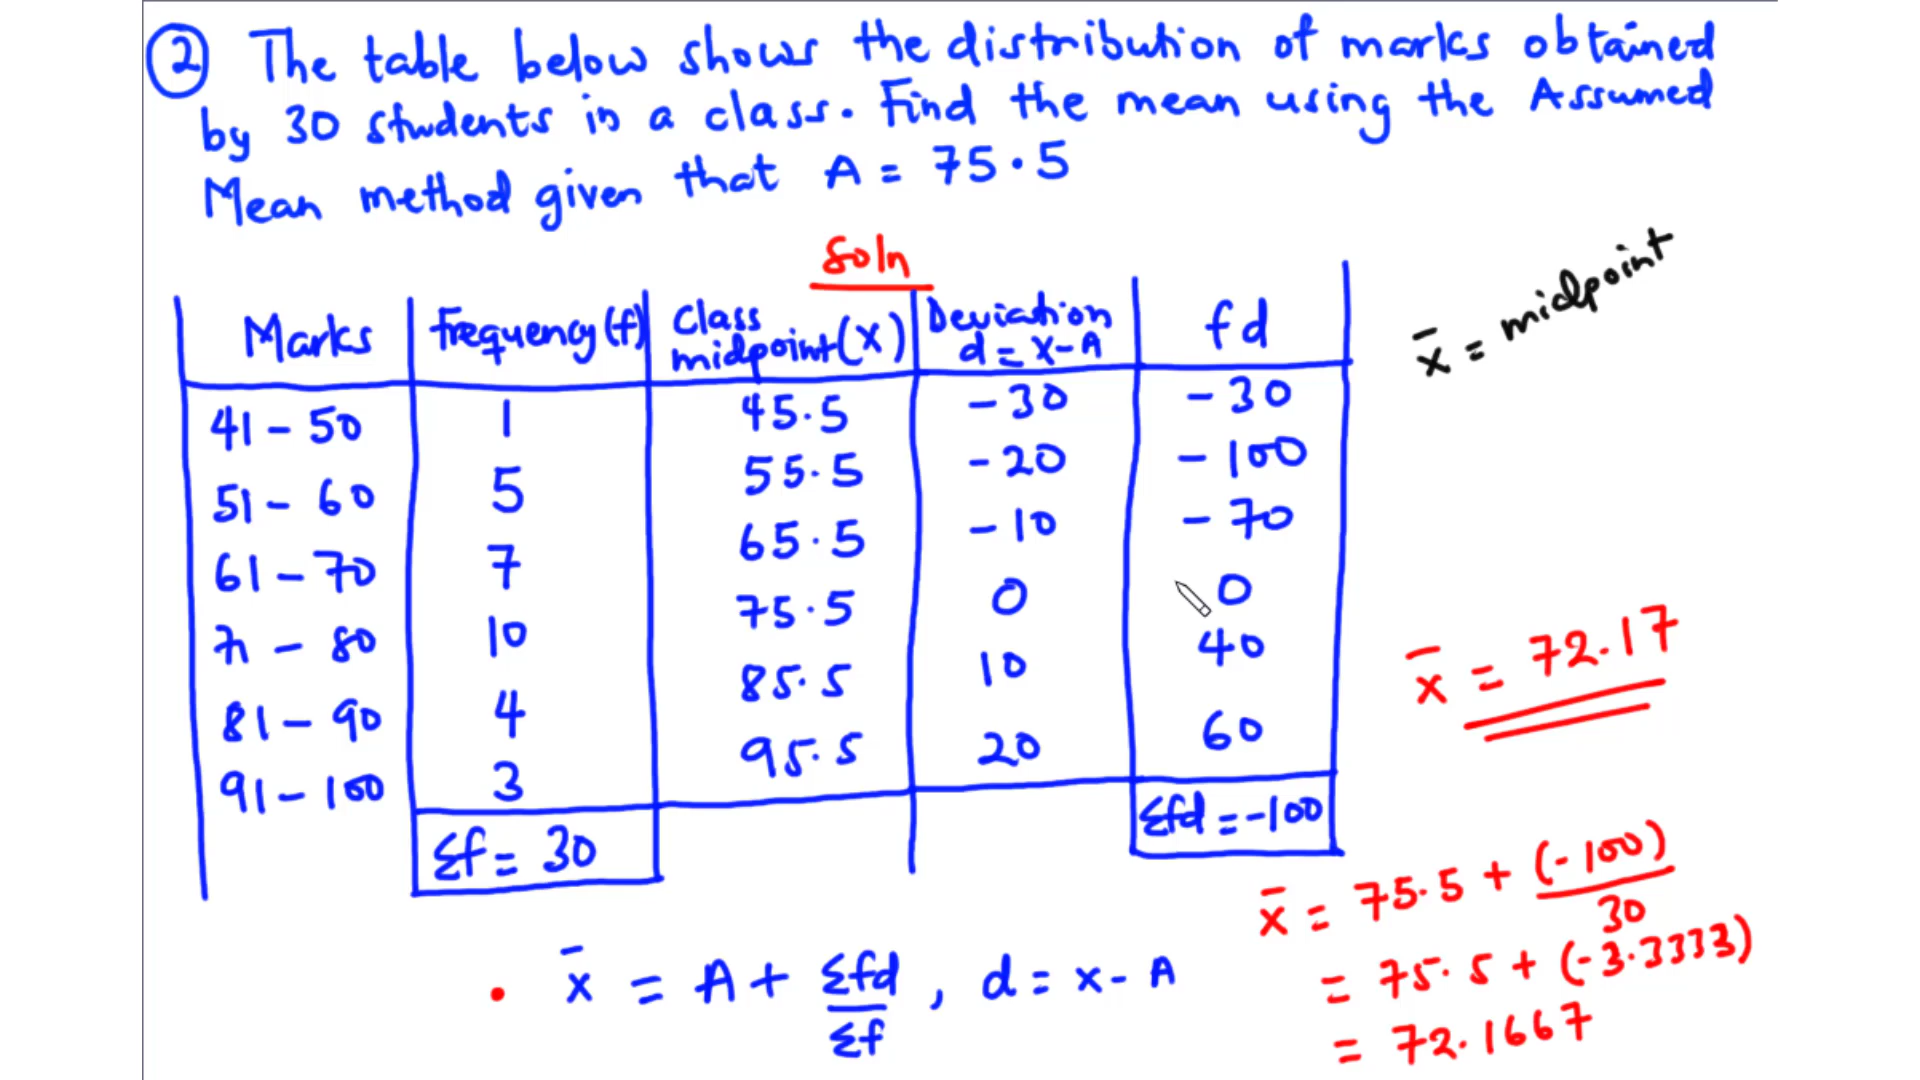 2 The table below shows the distribution of marks obtained
by 30 students in a class. Find the mean using the Assumed
Mean method given that A = 75.5
Soln
Marks | Frequency (f) | Class midpoint (x) | Deviation d = x - A | fd
41 - 50 | 1 | 45.5 | - 30 | - 30
51 - 60 | 5 | 55.5 | - 20 | - 100
61 - 70 | 7 | 65.5 | - 10 | - 70
71 - 80 | 10 | 75.5 | 0 | 0
81 - 90 | 4 | 85.5 | 10 | 40
91 - 100 | 3 | 95.5 | 20 | 60
Σf = 30 | Σfd = -100
x̄ = A + Σfd / Σf , d = x - A
x̄ = midpoint
x̄ = 72.17
x̄ = 75.5 + (-100) / 30
= 75.5 + (-3.3333)
= 72.1667